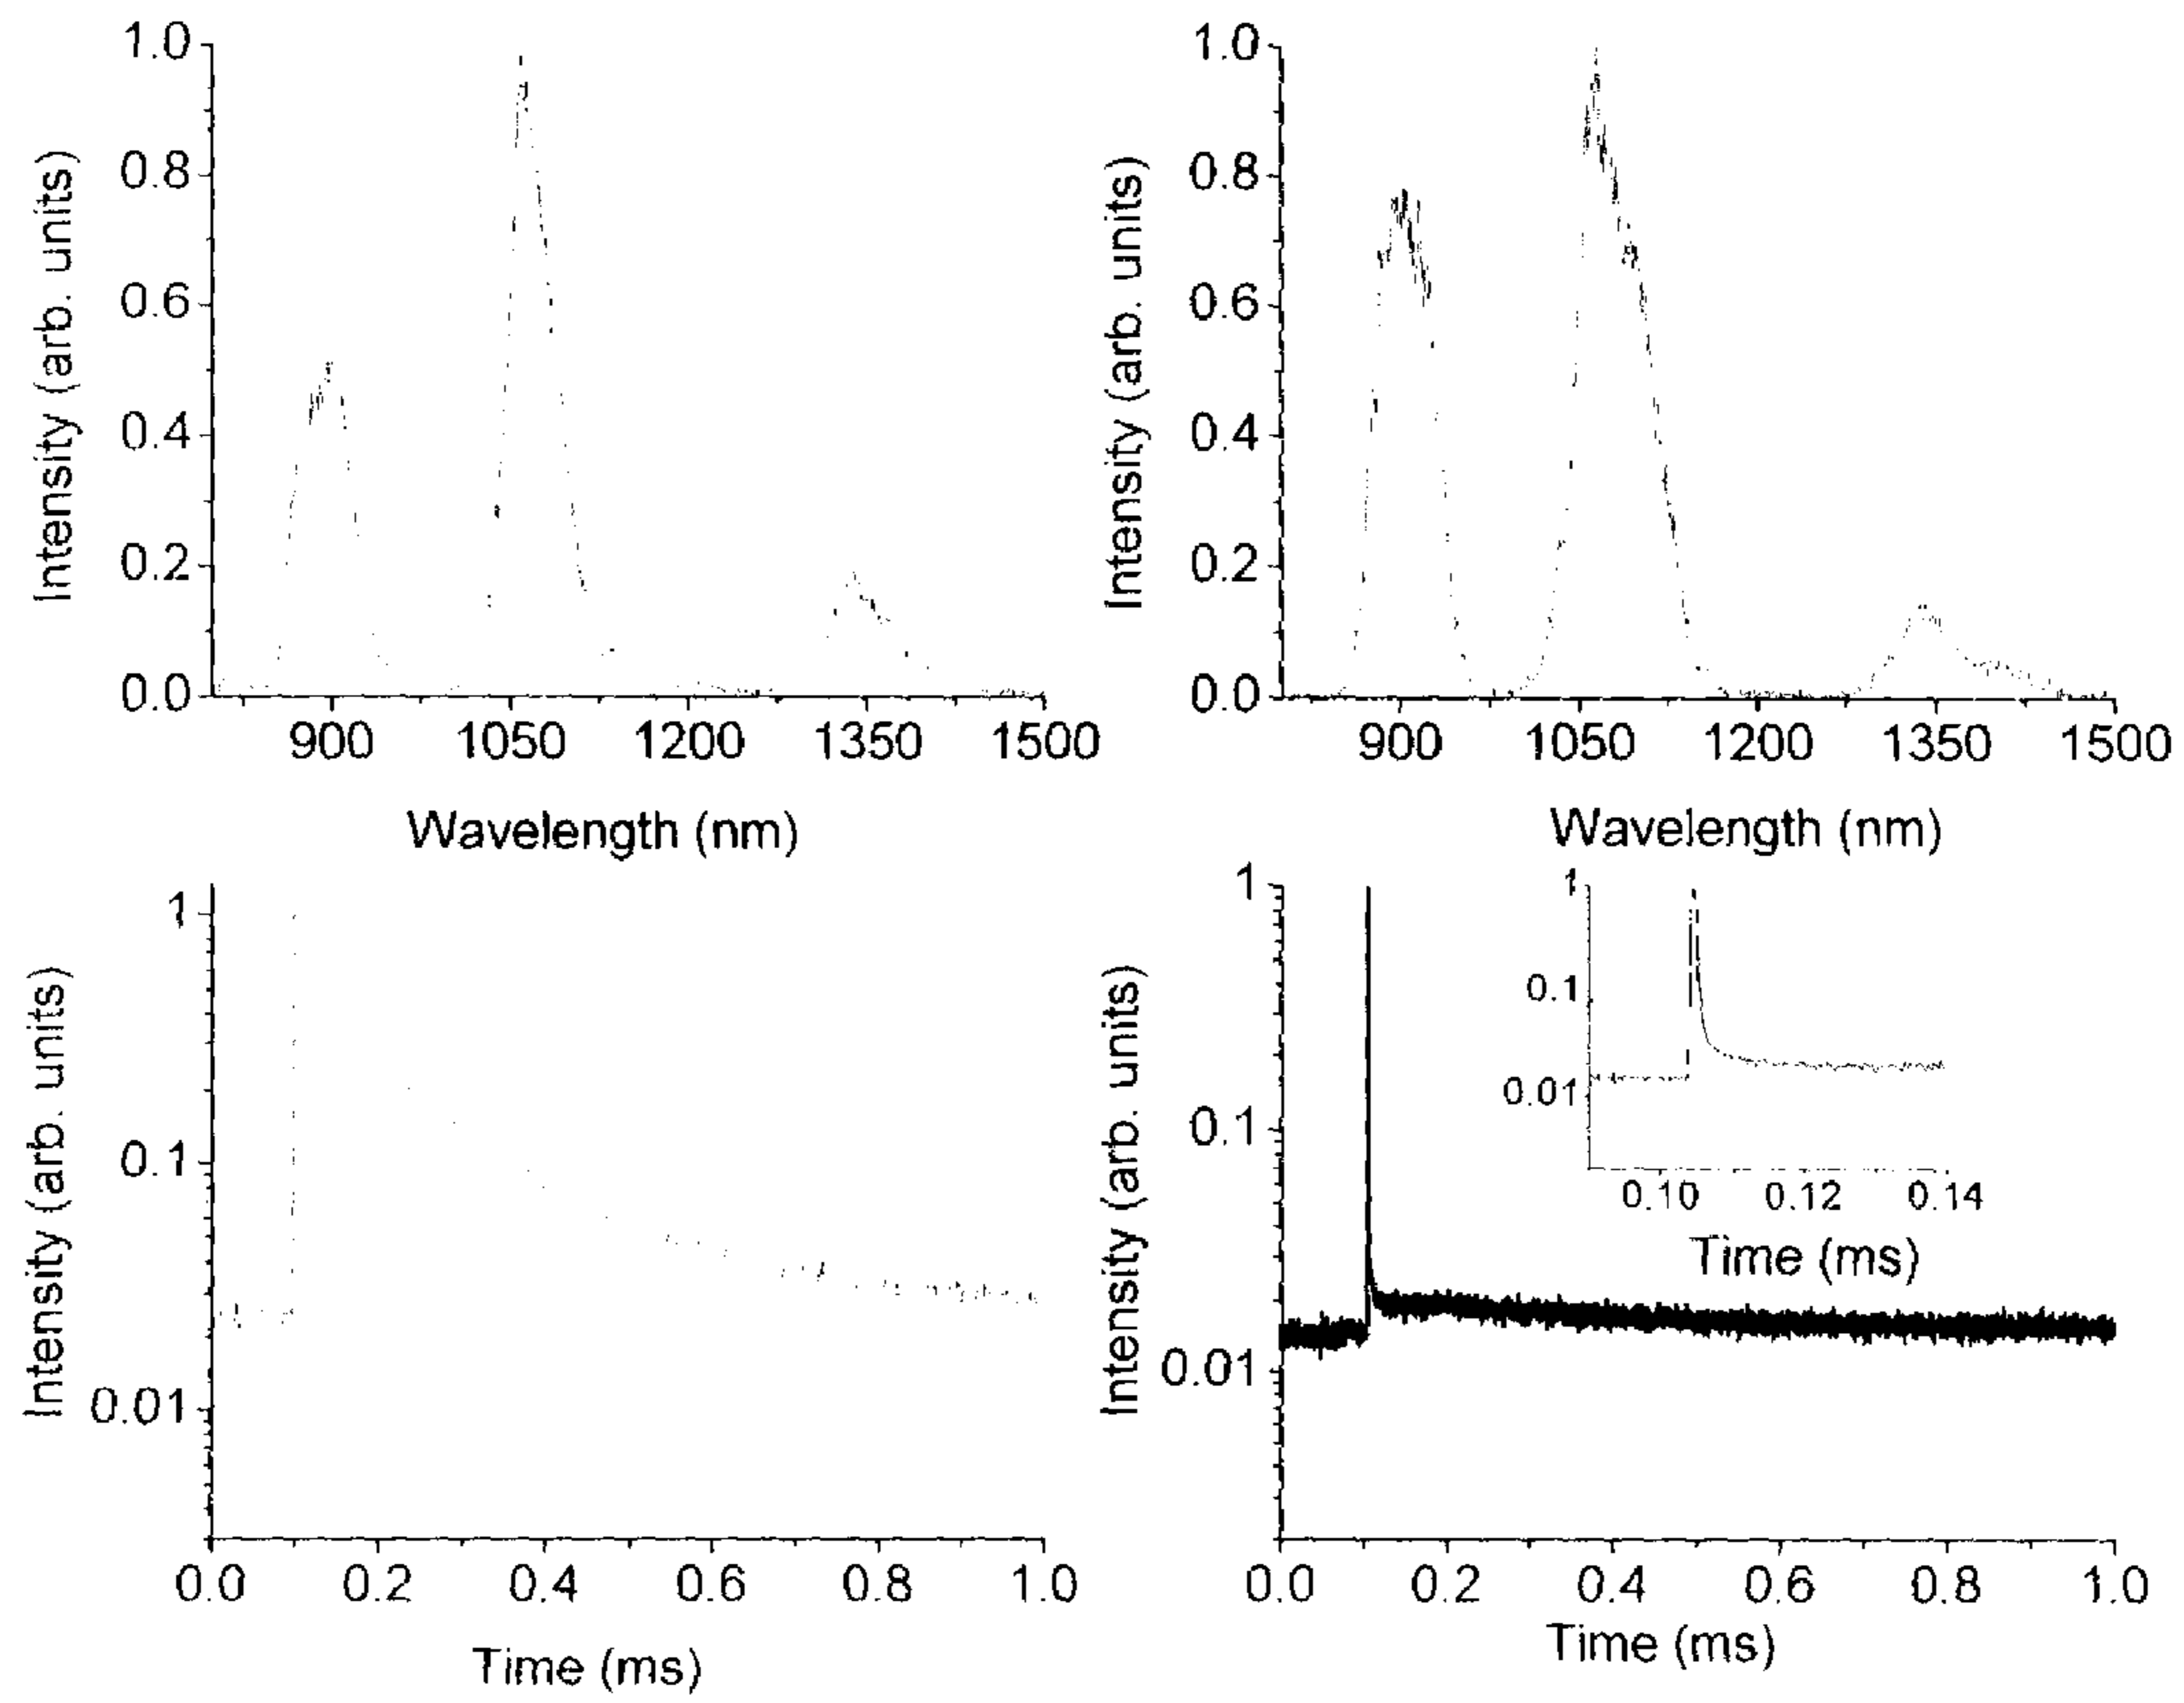 1.0
0.8
0.6
0.4
0.2
0.0
Intensity (arb. units)
900 1050 1200 1350 1500
Wavelength (nm)
1.0
0.8
0.6
0.4
0.2
0.0
Intensity (arb. units)
900 1050 1200 1350 1500
Wavelength (nm)
1
0.1
0.01
Intensity (arb. units)
0.0 0.2 0.4 0.6 0.8 1.0
Time (ms)
1
0.1
0.01
Intensity (arb. units)
0.0 0.2 0.4 0.6 0.8 1.0
Time (ms)
1
0.1
0.01
0.10 0.12 0.14
Time (ms)